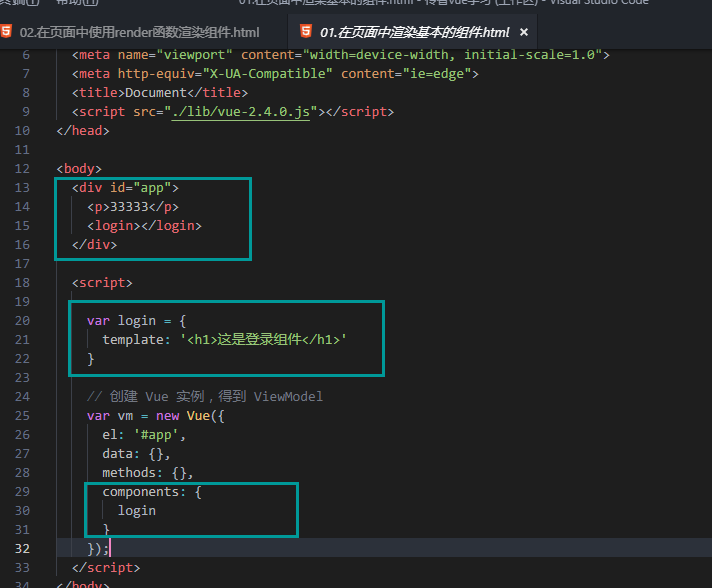 01.在页面中渲染基本的组件.html - 传智vue学习 (工作区) - Visual Studio Code
02.在页面中使用render函数渲染组件.html
01.在页面中渲染基本的组件.html ×
6 <meta name="viewport" content="width=device-width, initial-scale=1.0">
7 <meta http-equiv="X-UA-Compatible" content="ie=edge">
8 <title>Document</title>
9 <script src="./lib/vue-2.4.0.js"></script>
10 </head>
11
12 <body>
13 <div id="app">
14 <p>33333</p>
15 <login></login>
16 </div>
17
18 <script>
19
20 var login = {
21 template: '<h1>这是登录组件</h1>'
22 }
23
24 // 创建 Vue 实例，得到 ViewModel
25 var vm = new Vue({
26 el: '#app',
27 data: {},
28 methods: {},
29 components: {
30 login
31 }
32 });
33 </script>
34 </body>